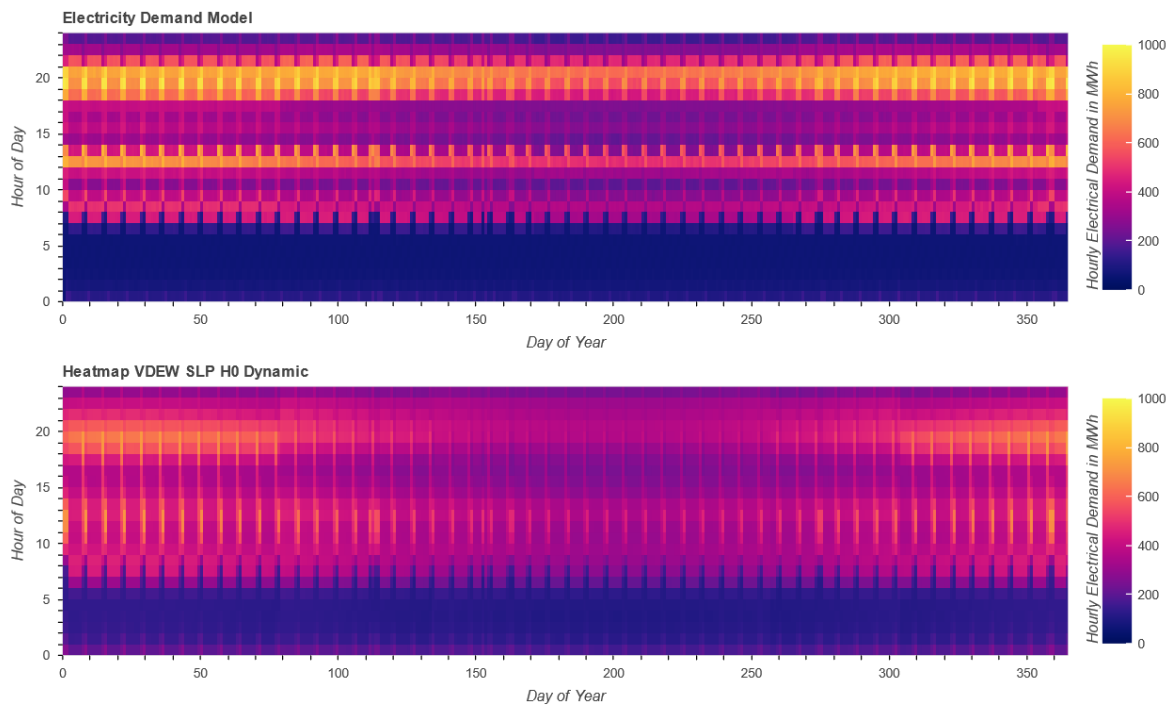 Electricity Demand Model
20
15
10
5
0
Hour of Day
0 50 100 150 200 250 300 350
Day of Year
1000
800
600
400
200
0
Hourly Electrical Demand in MWh
Heatmap VDEW SLP H0 Dynamic
20
15
10
5
0
Hour of Day
0 50 100 150 200 250 300 350
Day of Year
1000
800
600
400
200
0
Hourly Electrical Demand in MWh